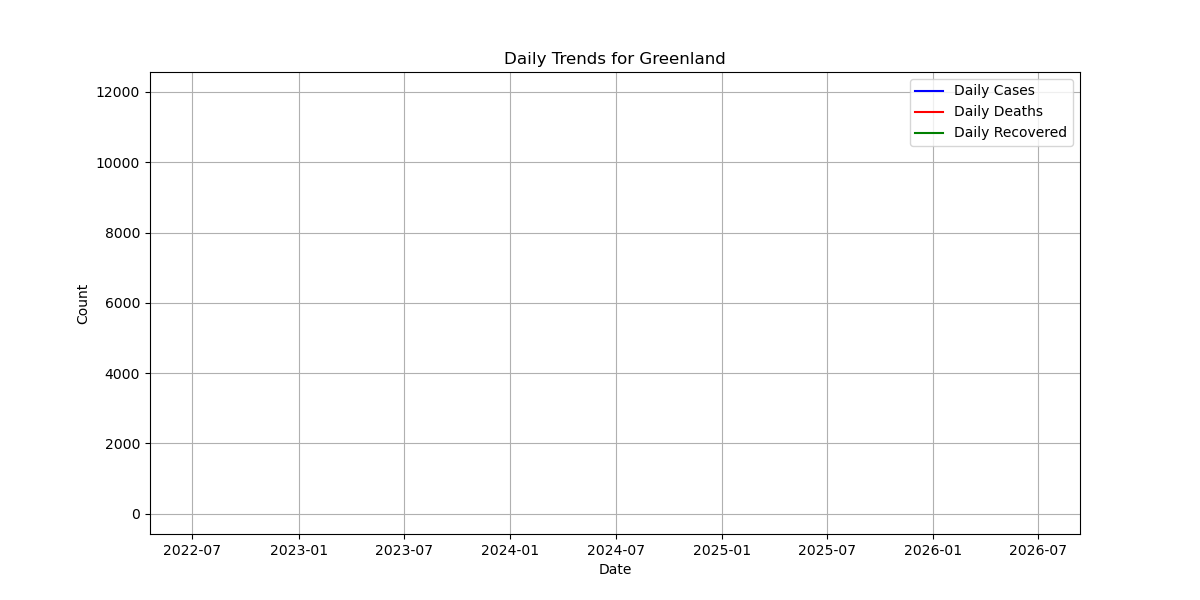 Daily Trends for Greenland
Daily Cases
Daily Deaths
Daily Recovered
12000
10000
8000
6000
4000
2000
0
Count
2022-07 2023-01 2023-07 2024-01 2024-07 2025-01 2025-07 2026-01 2026-07
Date